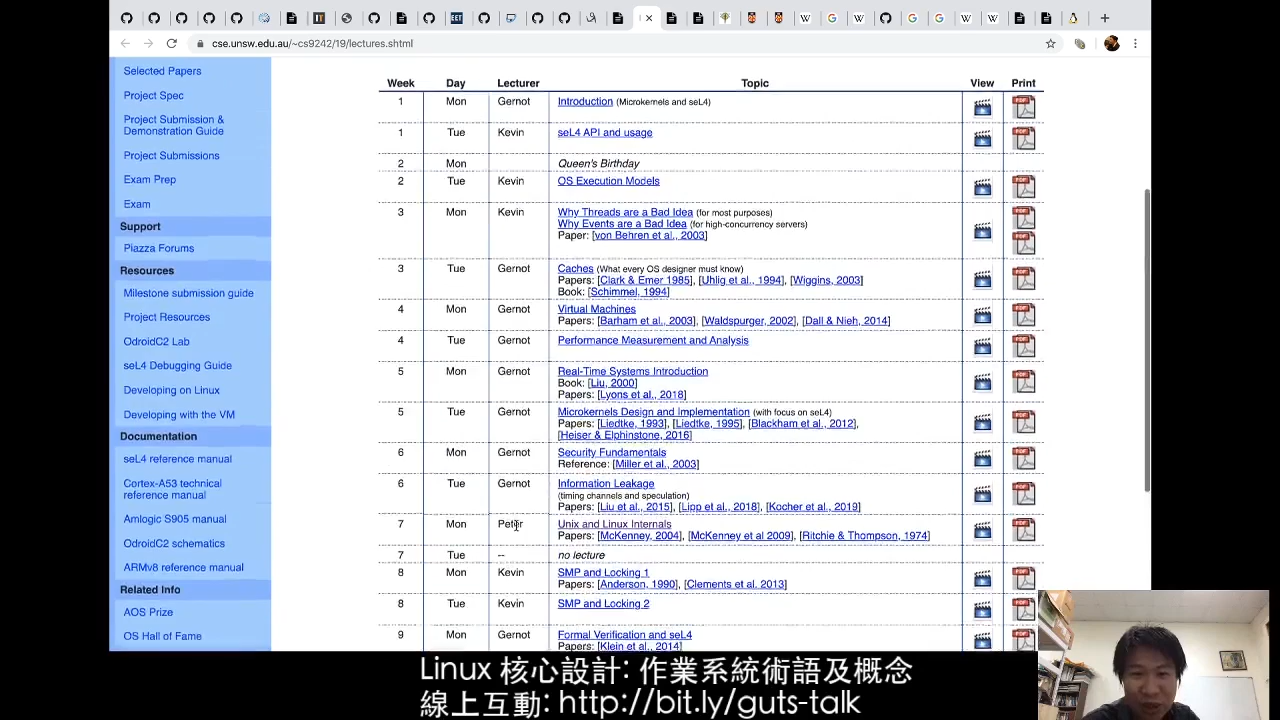 cse.unsw.edu.au/~cs9242/19/lectures.shtml
Selected Papers
Project Spec
Project Submission &
Demonstration Guide
Project Submissions
Exam Prep
Exam
Support
Piazza Forums
Resources
Milestone submission guide
Project Resources
OdroidC2 Lab
seL4 Debugging Guide
Developing on Linux
Developing with the VM
Documentation
seL4 reference manual
Cortex-A53 technical
reference manual
Amlogic S905 manual
OdroidC2 schematics
ARMv8 reference manual
Related Info
AOS Prize
OS Hall of Fame
Week Day Lecturer Topic View Print
1 Mon Gernot Introduction (Microkernels and seL4)
1 Tue Kevin seL4 API and usage
2 Mon Queen's Birthday
2 Tue Kevin OS Execution Models
3 Mon Kevin Why Threads are a Bad Idea (for most purposes)
Why Events are a Bad Idea (for high-concurrency servers)
Paper: [von Behren et al., 2003]
3 Tue Gernot Caches (What every OS designer must know)
Papers: [Clark & Emer 1985], [Uhlig et al., 1994], [Wiggins, 2003]
Book: [Schimmel, 1994]
4 Mon Gernot Virtual Machines
Papers: [Barham et al., 2003], [Waldspurger, 2002], [Dall & Nieh, 2014]
4 Tue Gernot Performance Measurement and Analysis
5 Mon Gernot Real-Time Systems Introduction
Book: [Liu, 2000]
Papers: [Lyons et al., 2018]
5 Tue Gernot Microkernels Design and Implementation (with focus on seL4)
Papers: [Liedtke, 1993], [Liedtke, 1995], [Blackham et al., 2012],
[Heiser & Elphinstone, 2016]
6 Mon Gernot Security Fundamentals
Reference: [Miller et al., 2003]
6 Tue Gernot Information Leakage
(timing channels and speculation)
Papers: [Liu et al., 2015], [Lipp et al., 2018], [Kocher et al., 2019]
7 Mon Peter Unix and Linux Internals
Papers: [McKenney, 2004], [McKenney et al 2009], [Ritchie & Thompson, 1974]
7 Tue -- no lecture
8 Mon Kevin SMP and Locking 1
Papers: [Anderson, 1990], [Clements et al. 2013]
8 Tue Kevin SMP and Locking 2
9 Mon Gernot Formal Verification and seL4
Papers: [Klein et al., 2014]
Linux 核心設計: 作業系統術語及概念
線上互動: http://bit.ly/guts-talk